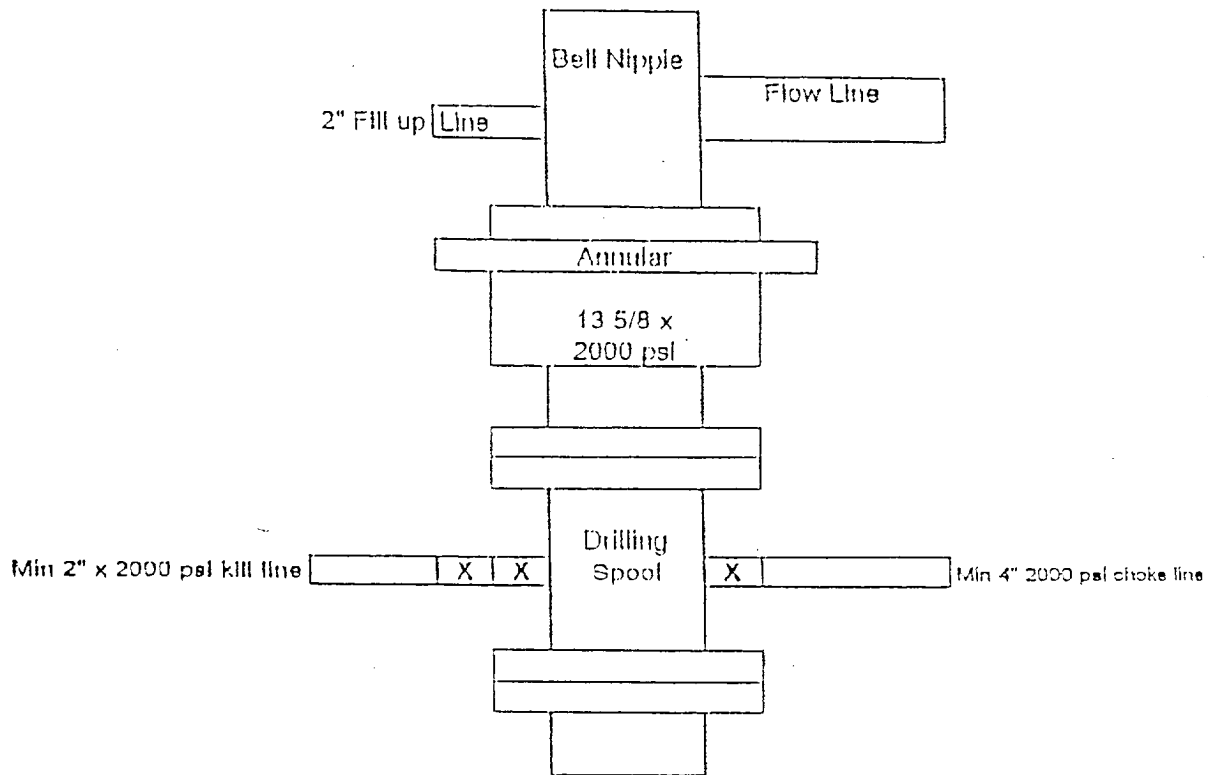 Bell Nipple
Flow Line
2" Fill up Line
Annular
13 5/8 x
2000 psi
Drilling
Spool
Min 2" x 2000 psi kill line
X X
X
Min 4" 2000 psi choke line